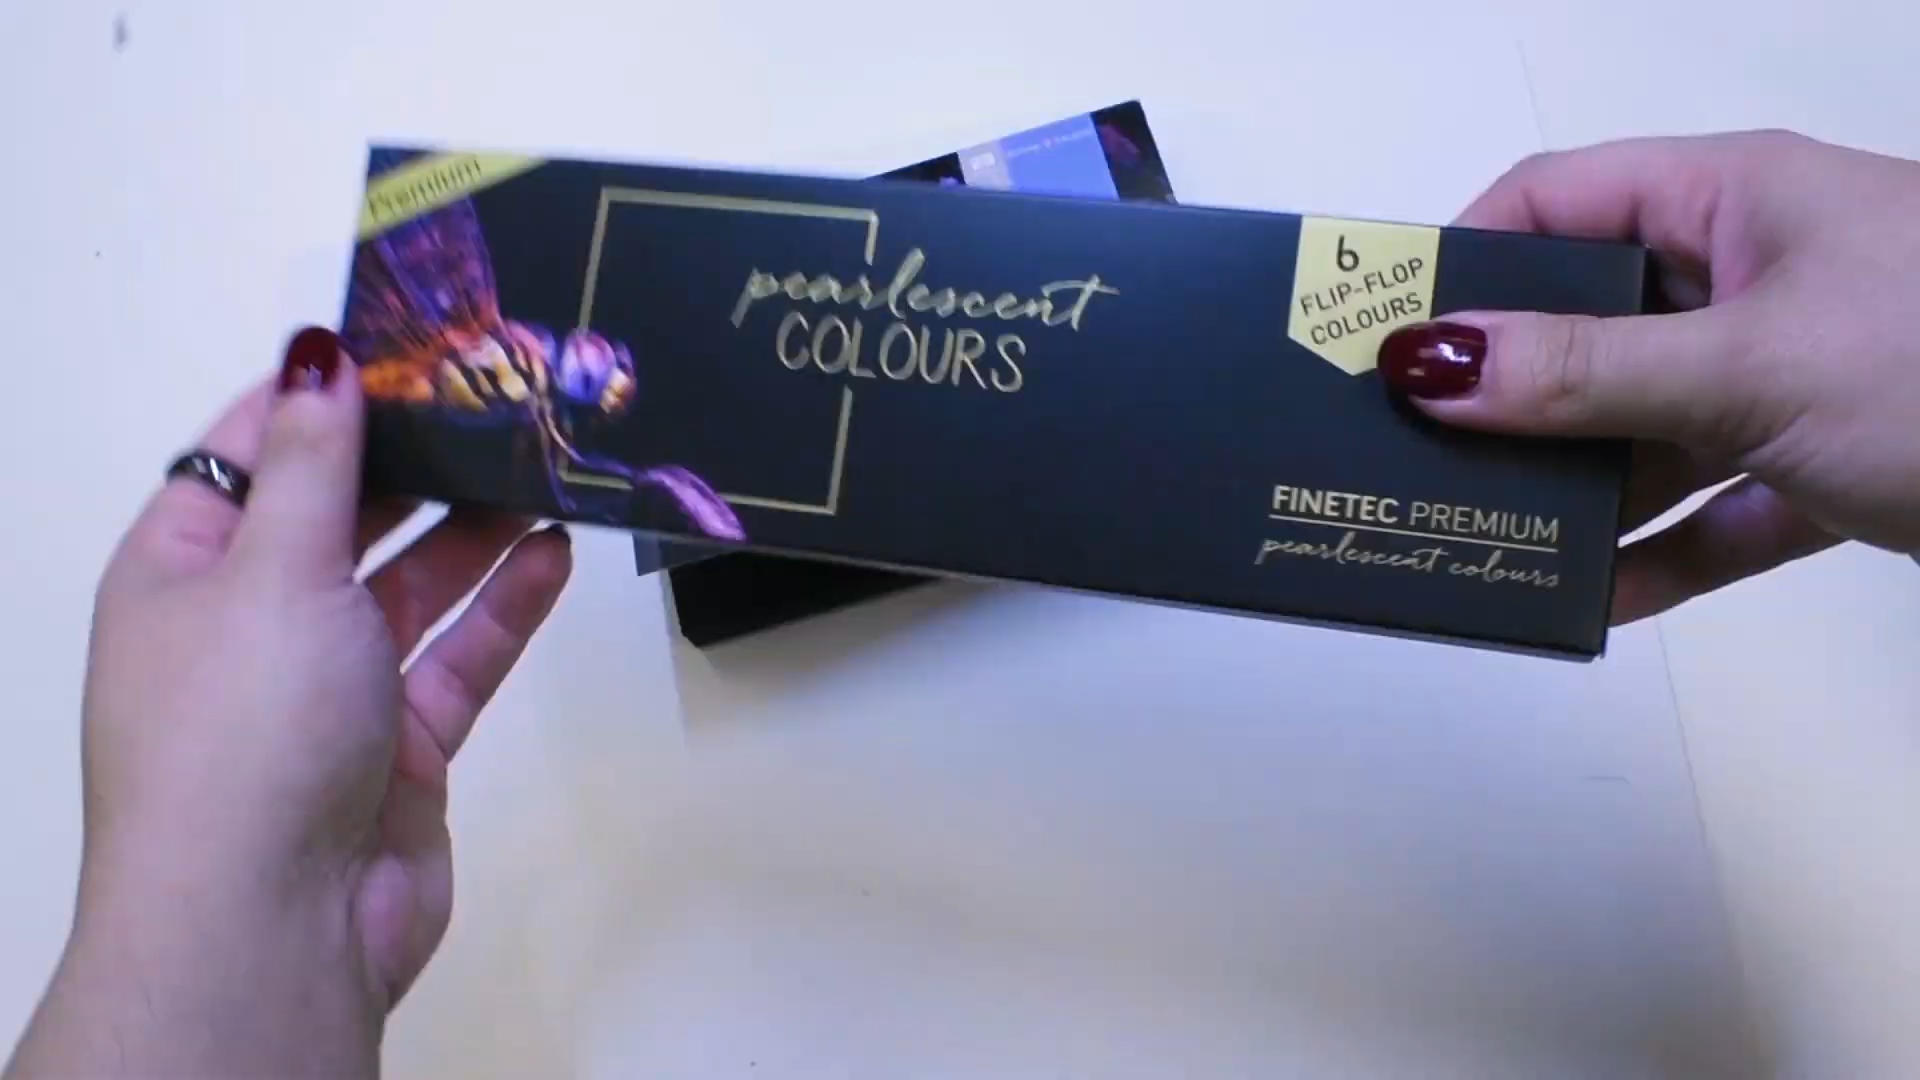 Premium
pearlescent
COLOURS
6
FLIP-FLOP
COLOURS
FINETEC PREMIUM
pearlescent colours